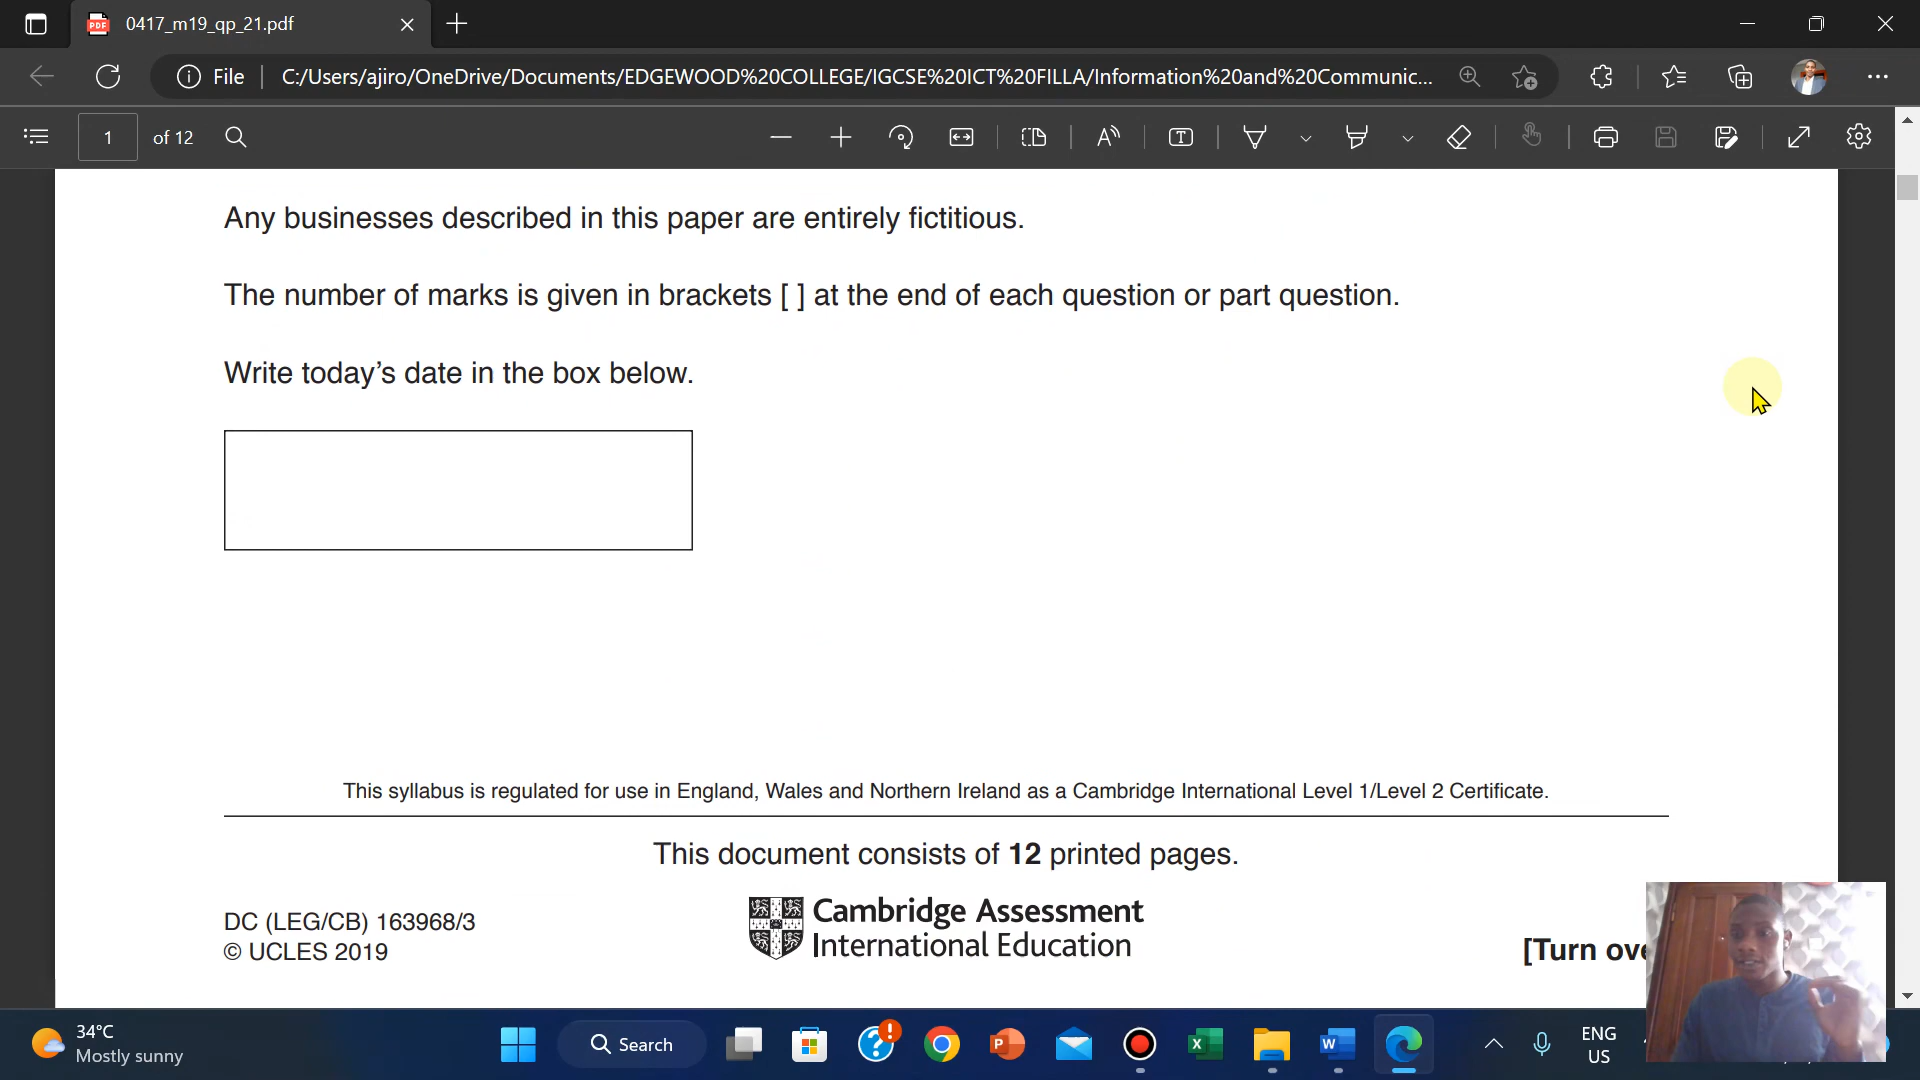 0417_m19_qp_21.pdf
File
C:/Users/ajiro/OneDrive/Documents/EDGEWOOD%20COLLEGE/IGCSE%20ICT%20FILLA/Information%20and%20Communic...
1 of 12
Any businesses described in this paper are entirely fictitious.
The number of marks is given in brackets [ ] at the end of each question or part question.
Write today's date in the box below.
This syllabus is regulated for use in England, Wales and Northern Ireland as a Cambridge International Level 1/Level 2 Certificate.
This document consists of 12 printed pages.
DC (LEG/CB) 163968/3
© UCLES 2019
Cambridge Assessment
International Education
[Turn ove
34°C
Mostly sunny
Search
ENG
US